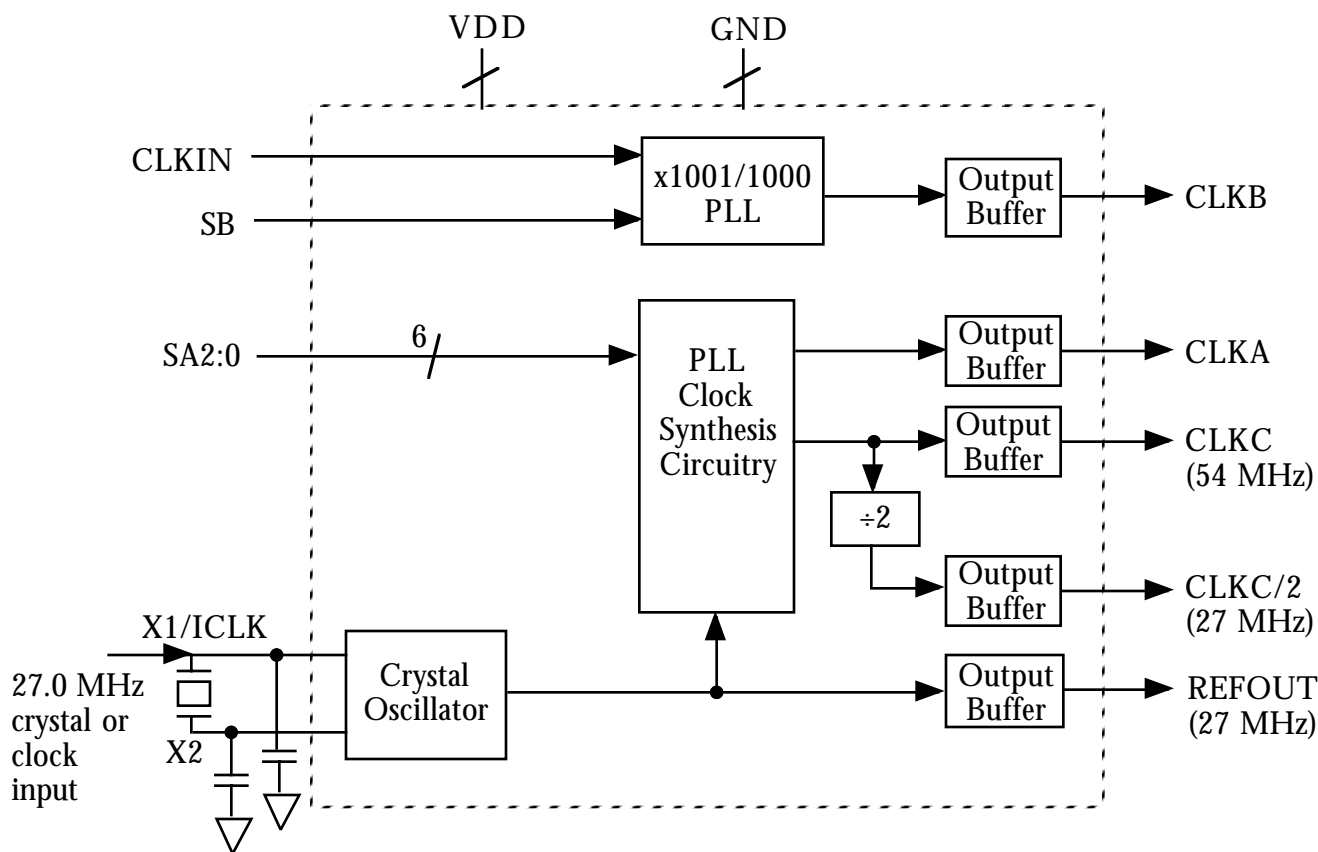 VDD
GND
CLKIN
SB
x1001/1000
PLL
Output
Buffer
CLKB
SA2:0
6
PLL
Clock
Synthesis
Circuitry
Output
Buffer
CLKA
Output
Buffer
CLKC
(54 MHz)
÷2
Output
Buffer
CLKC/2
(27 MHz)
X1/ICLK
27.0 MHz
crystal or
clock
input
X2
Crystal
Oscillator
Output
Buffer
REFOUT
(27 MHz)